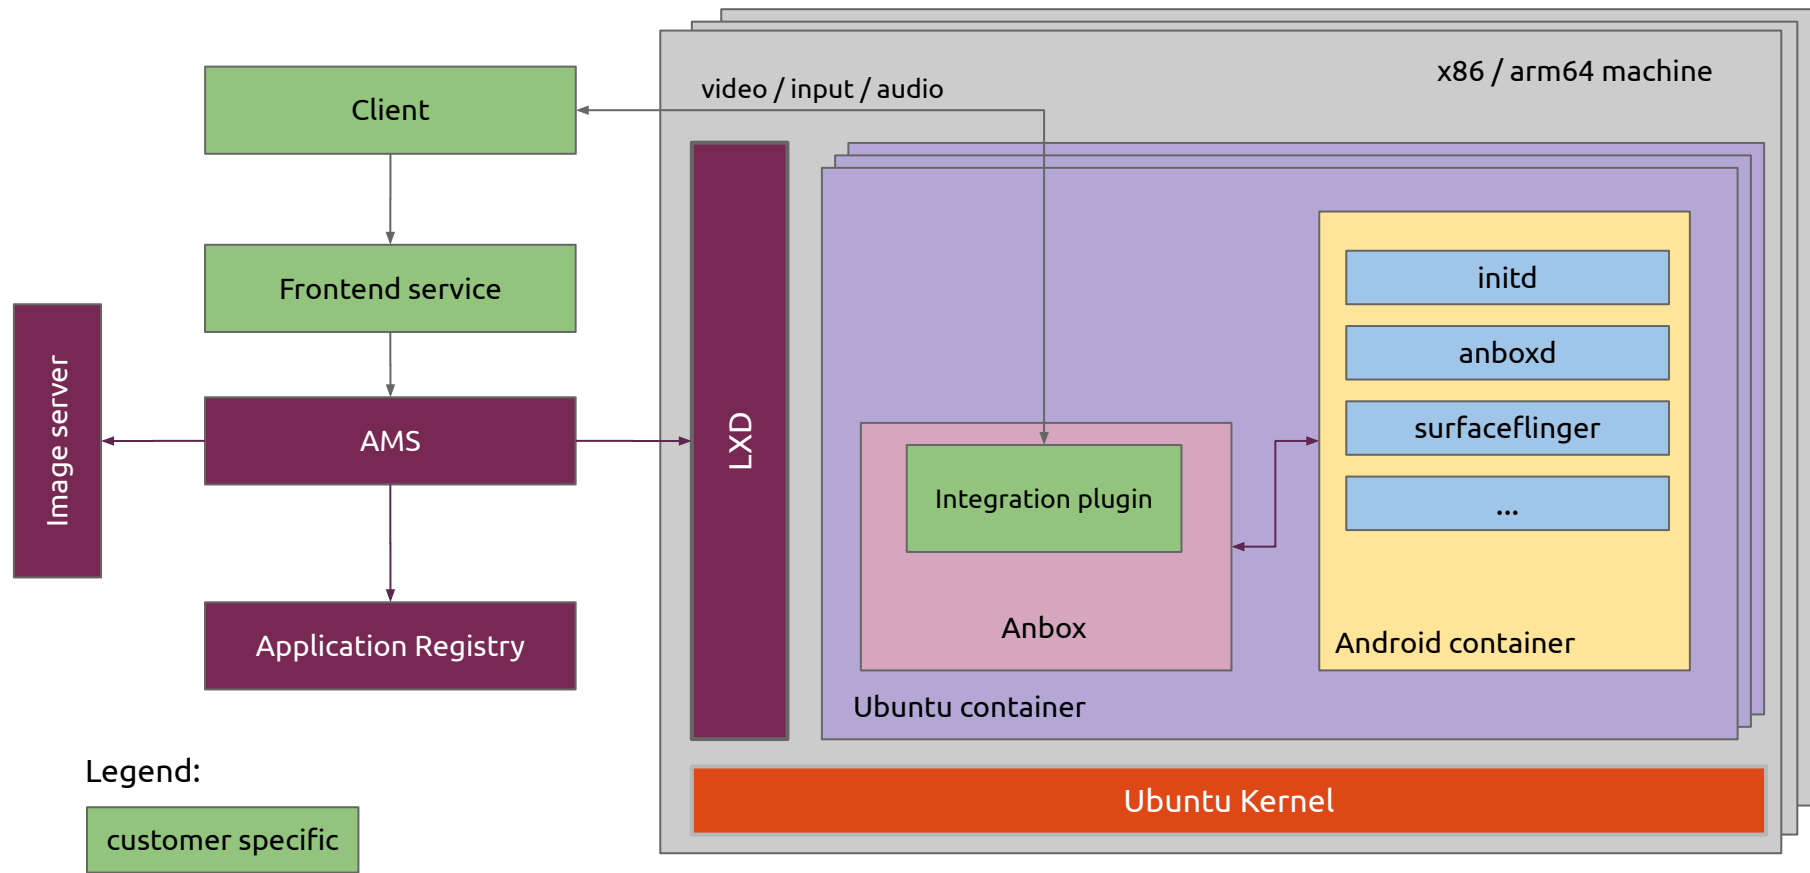 x86 / arm64 machine
video / input / audio
Client
Frontend service
Image server
AMS
Application Registry
LXD
initd
anboxd
surfaceflinger
...
Integration plugin
Anbox
Android container
Ubuntu container
Ubuntu Kernel
Legend:
customer specific